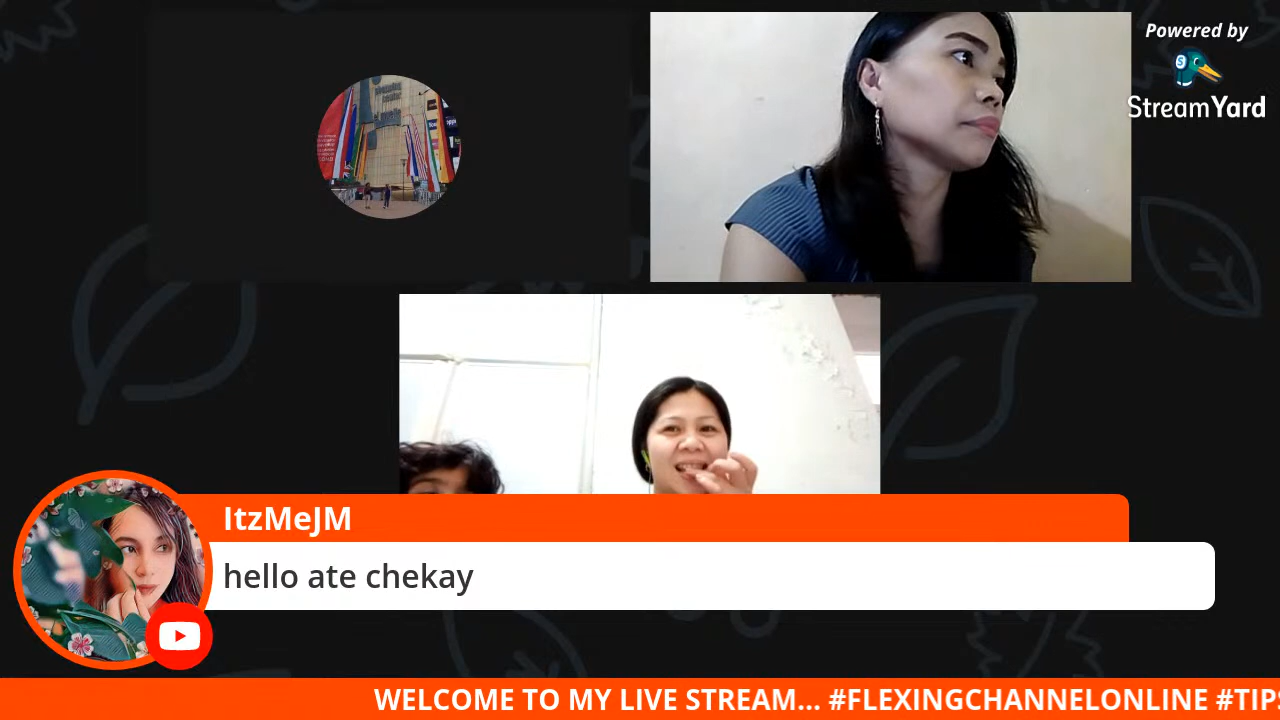 Powered by
StreamYard
ItzMeJM
hello ate chekay
WELCOME TO MY LIVE STREAM... #FLEXINGCHANNELONLINE #TIPS